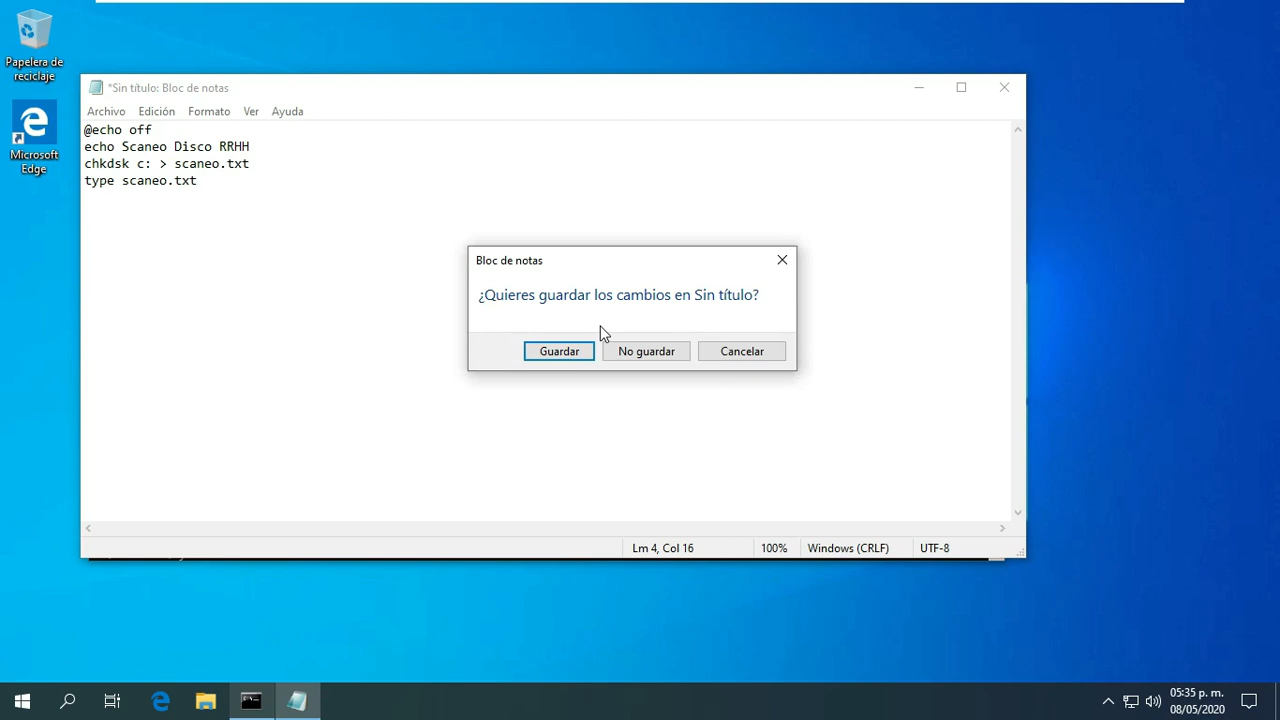 Papelera de
reciclaje
Microsoft
Edge
*Sin título: Bloc de notas
Archivo Edición Formato Ver Ayuda
@echo off
echo Scaneo Disco RRHH
chkdsk c: > scaneo.txt
type scaneo.txt
Bloc de notas
¿Quieres guardar los cambios en Sin título?
Guardar No guardar Cancelar
Lm 4, Col 16 100% Windows (CRLF) UTF-8
05:35 p. m.
08/05/2020